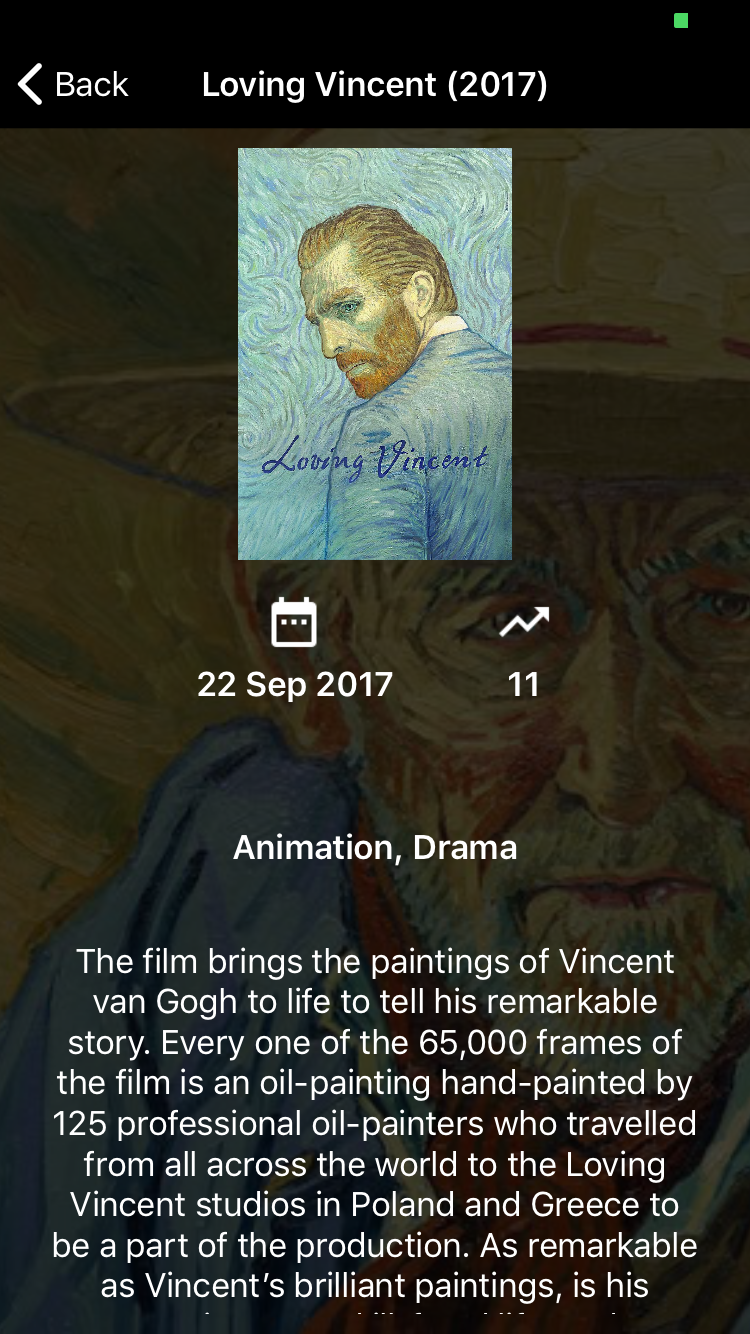 Back
Loving Vincent (2017)
Loving Vincent
22 Sep 2017
11
Animation, Drama
The film brings the paintings of Vincent
van Gogh to life to tell his remarkable
story. Every one of the 65,000 frames of
the film is an oil-painting hand-painted by
125 professional oil-painters who travelled
from all across the world to the Loving
Vincent studios in Poland and Greece to
be a part of the production. As remarkable
as Vincent’s brilliant paintings, is his